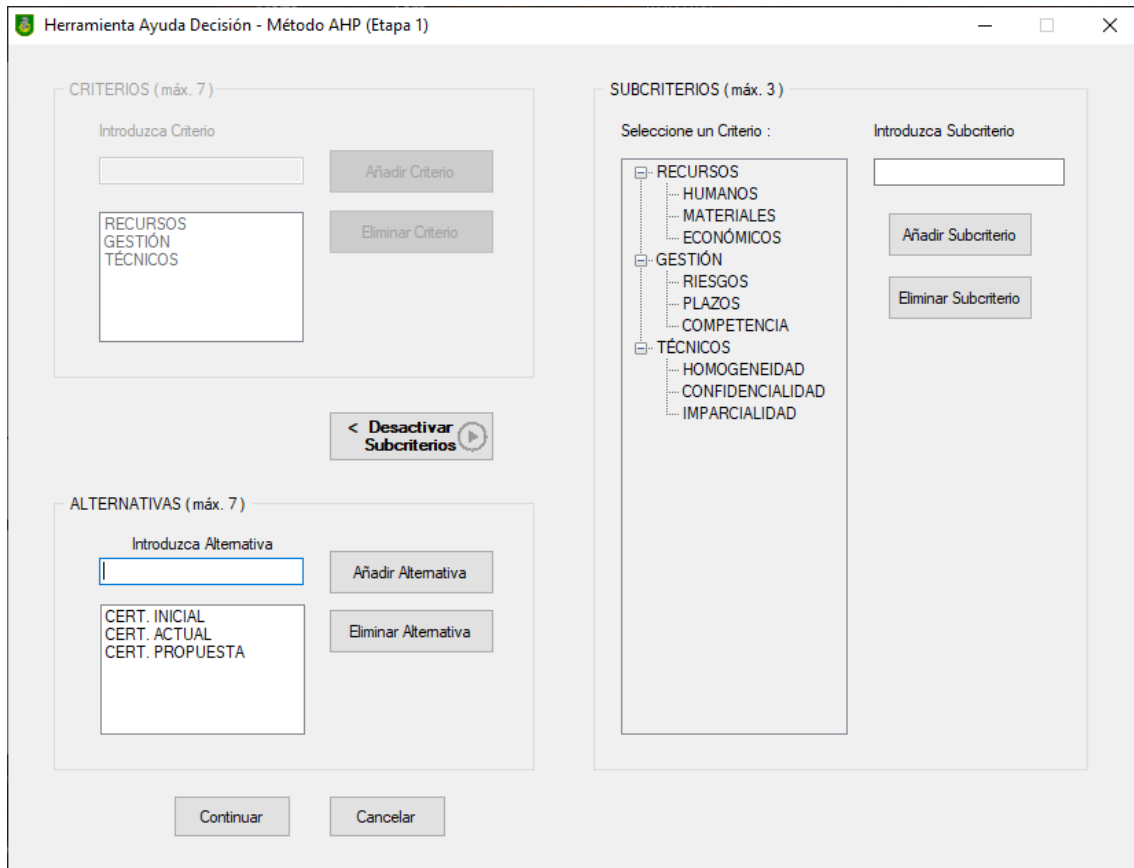 Herramienta Ayuda Decisión - Método AHP (Etapa 1)
CRITERIOS ( máx. 7 )
Introduzca Criterio
Añadir Criterio
RECURSOS
GESTIÓN
TÉCNICOS
Eliminar Criterio
< Desactivar
Subcriterios
ALTERNATIVAS ( máx. 7 )
Introduzca Alternativa
Añadir Alternativa
CERT. INICIAL
CERT. ACTUAL
CERT. PROPUESTA
Eliminar Alternativa
Continuar
Cancelar
SUBCRITERIOS ( máx. 3 )
Seleccione un Criterio :
RECURSOS
HUMANOS
MATERIALES
ECONÓMICOS
GESTIÓN
RIESGOS
PLAZOS
COMPETENCIA
TÉCNICOS
HOMOGENEIDAD
CONFIDENCIALIDAD
IMPARCIALIDAD
Introduzca Subcriterio
Añadir Subcriterio
Eliminar Subcriterio